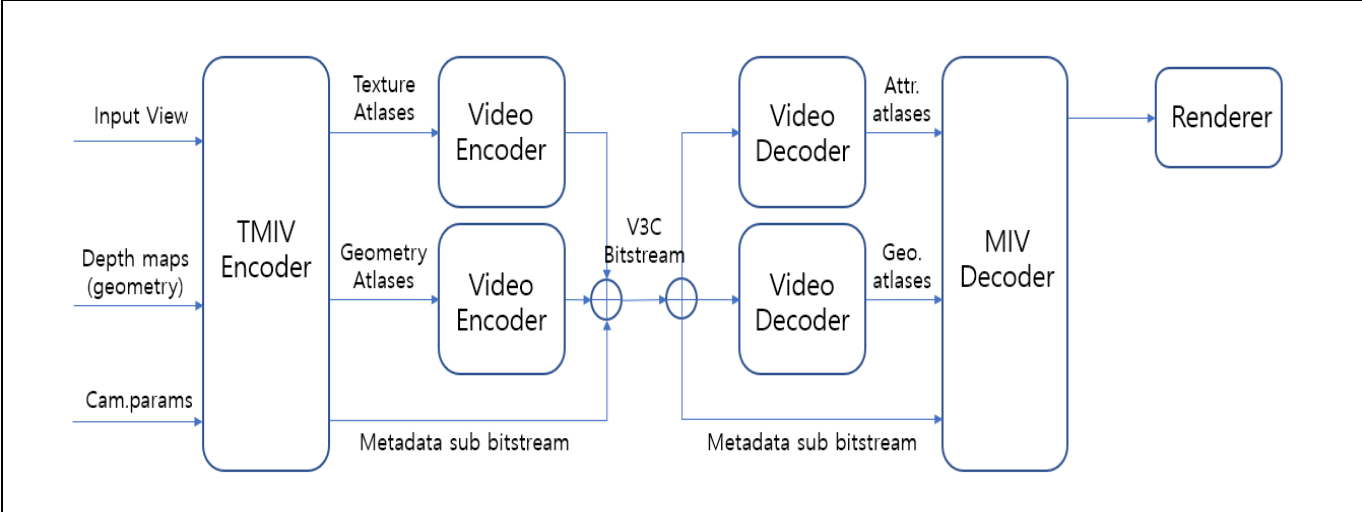 Input View
Depth maps
(geometry)
Cam.params
TMIV
Encoder
Texture
Atlases
Geometry
Atlases
Metadata sub bitstream
Video
Encoder
Video
Encoder
V3C
Bitstream
Video
Decoder
Video
Decoder
Metadata sub bitstream
Attr.
atlases
Geo.
atlases
MIV
Decoder
Renderer